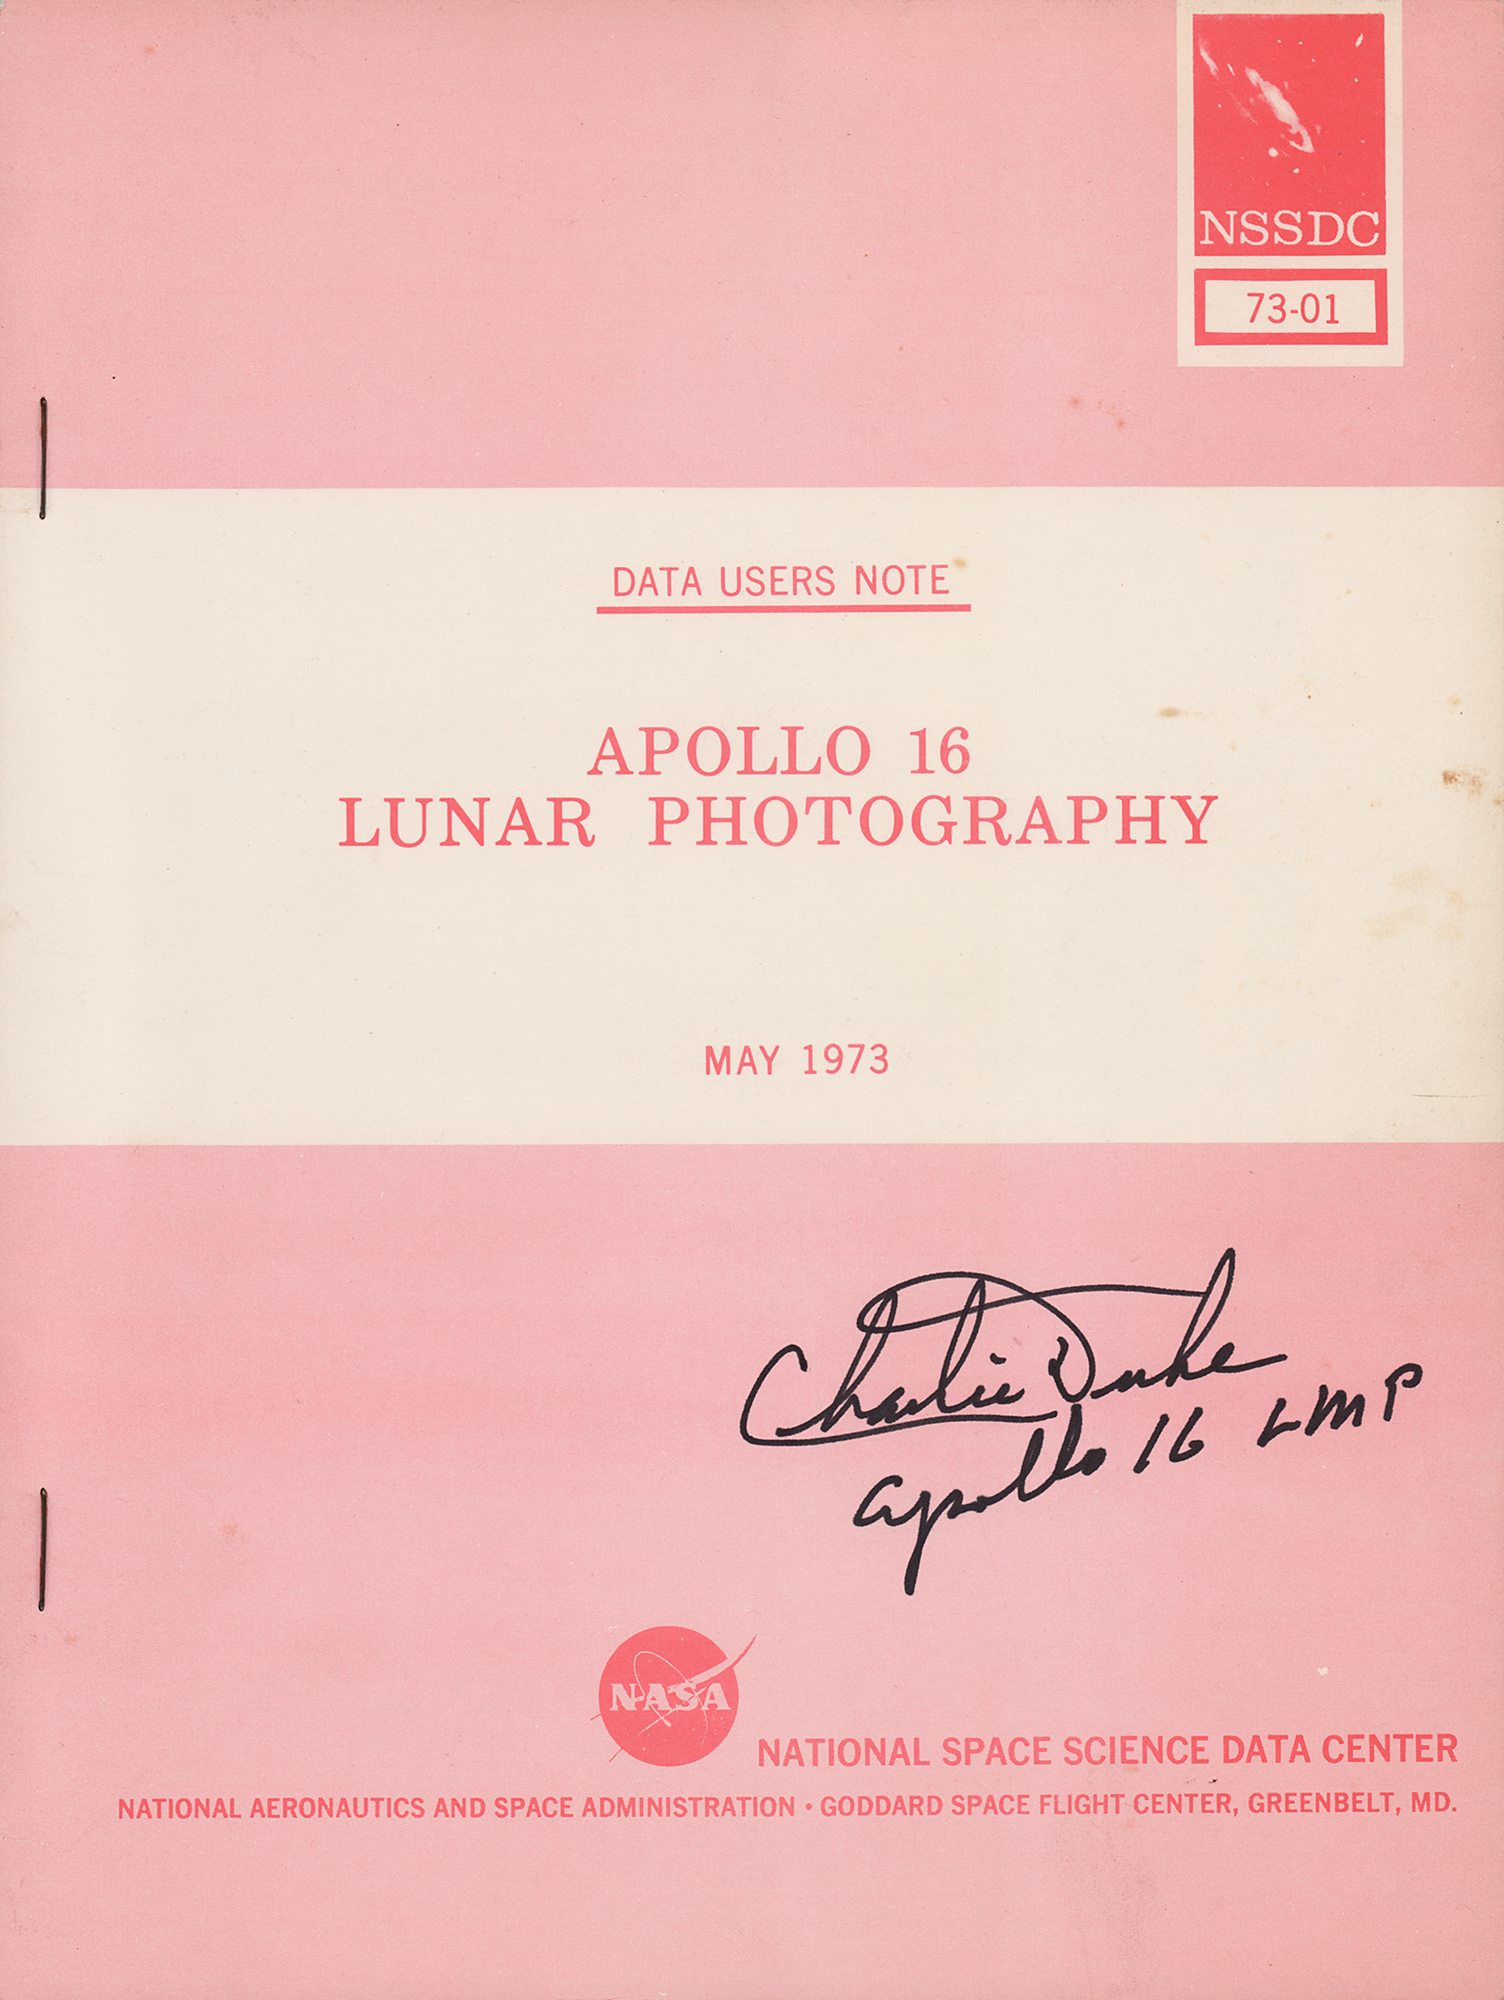 NSSDC
73-01
DATA USERS NOTE
APOLLO 16
LUNAR PHOTOGRAPHY
MAY 1973
Charlie Duke
Apollo 16 LMP
NASA
NATIONAL SPACE SCIENCE DATA CENTER
NATIONAL AERONAUTICS AND SPACE ADMINISTRATION • GODDARD SPACE FLIGHT CENTER, GREENBELT, MD.